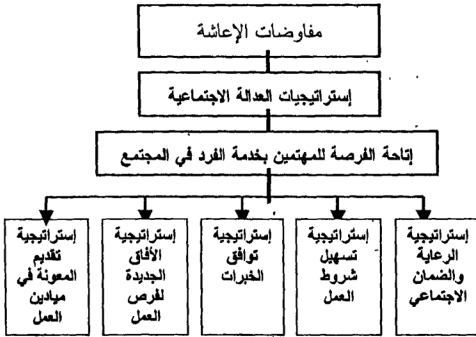 مفاوضات الإعاشة
إستراتيجيات العدالة الاجتماعية
إتاحة الفرصة للمهتمين بخدمة الفرد في المجتمع
إستراتيجية
الرعاية
والضمان
الاجتماعي
إستراتيجية
تسهيل
شروط
العمل
إستراتيجية
توافق
الخبرات
إستراتيجية
الأفاق
الجديدة
لفرص
العمل
إستراتيجية
تقديم
المعونة في
ميادين
العمل